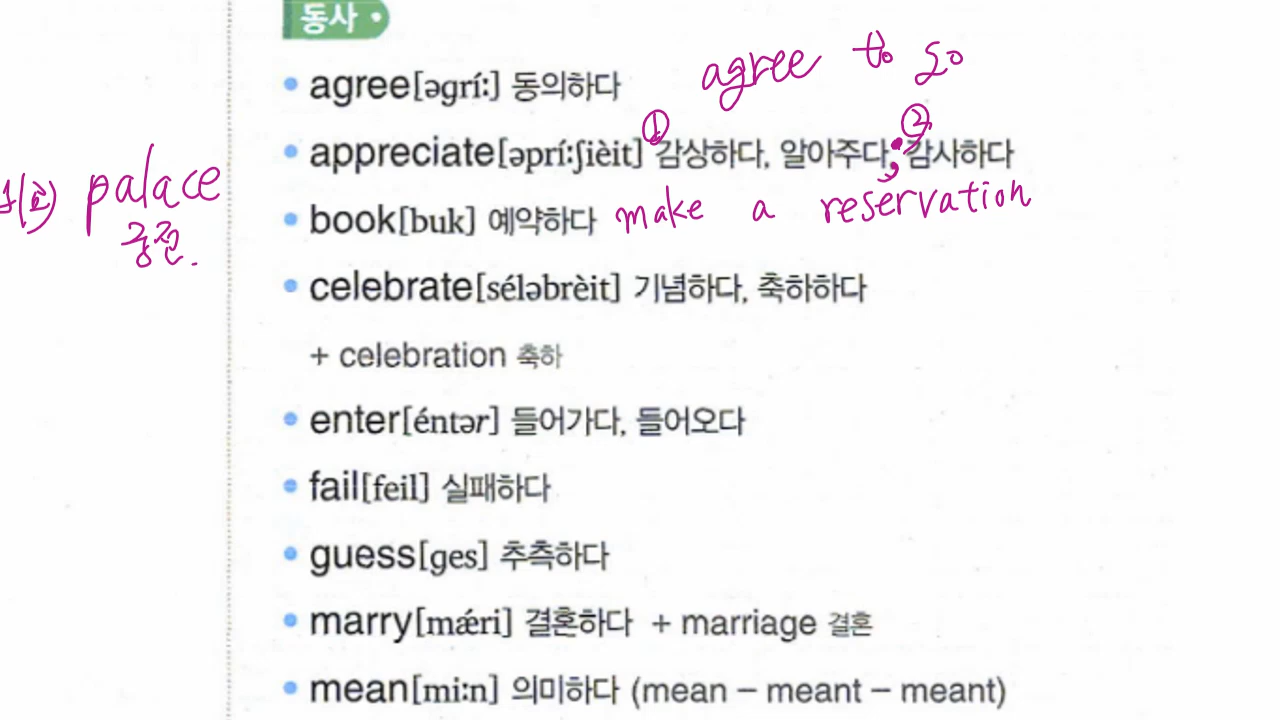 동사
agree to go
agree[əgríː] 동의하다
① ②
appreciate[əpríːʃièit] 감상하다, 알아주다; 감사하다
palace
궁전.
book[buk] 예약하다 make a reservation
celebrate[séləbrèit] 기념하다, 축하하다
+ celebration 축하
enter[éntər] 들어가다, 들어오다
fail[feil] 실패하다
guess[ges] 추측하다
marry[mǽri] 결혼하다 + marriage 결혼
mean[miːn] 의미하다 (mean – meant – meant)